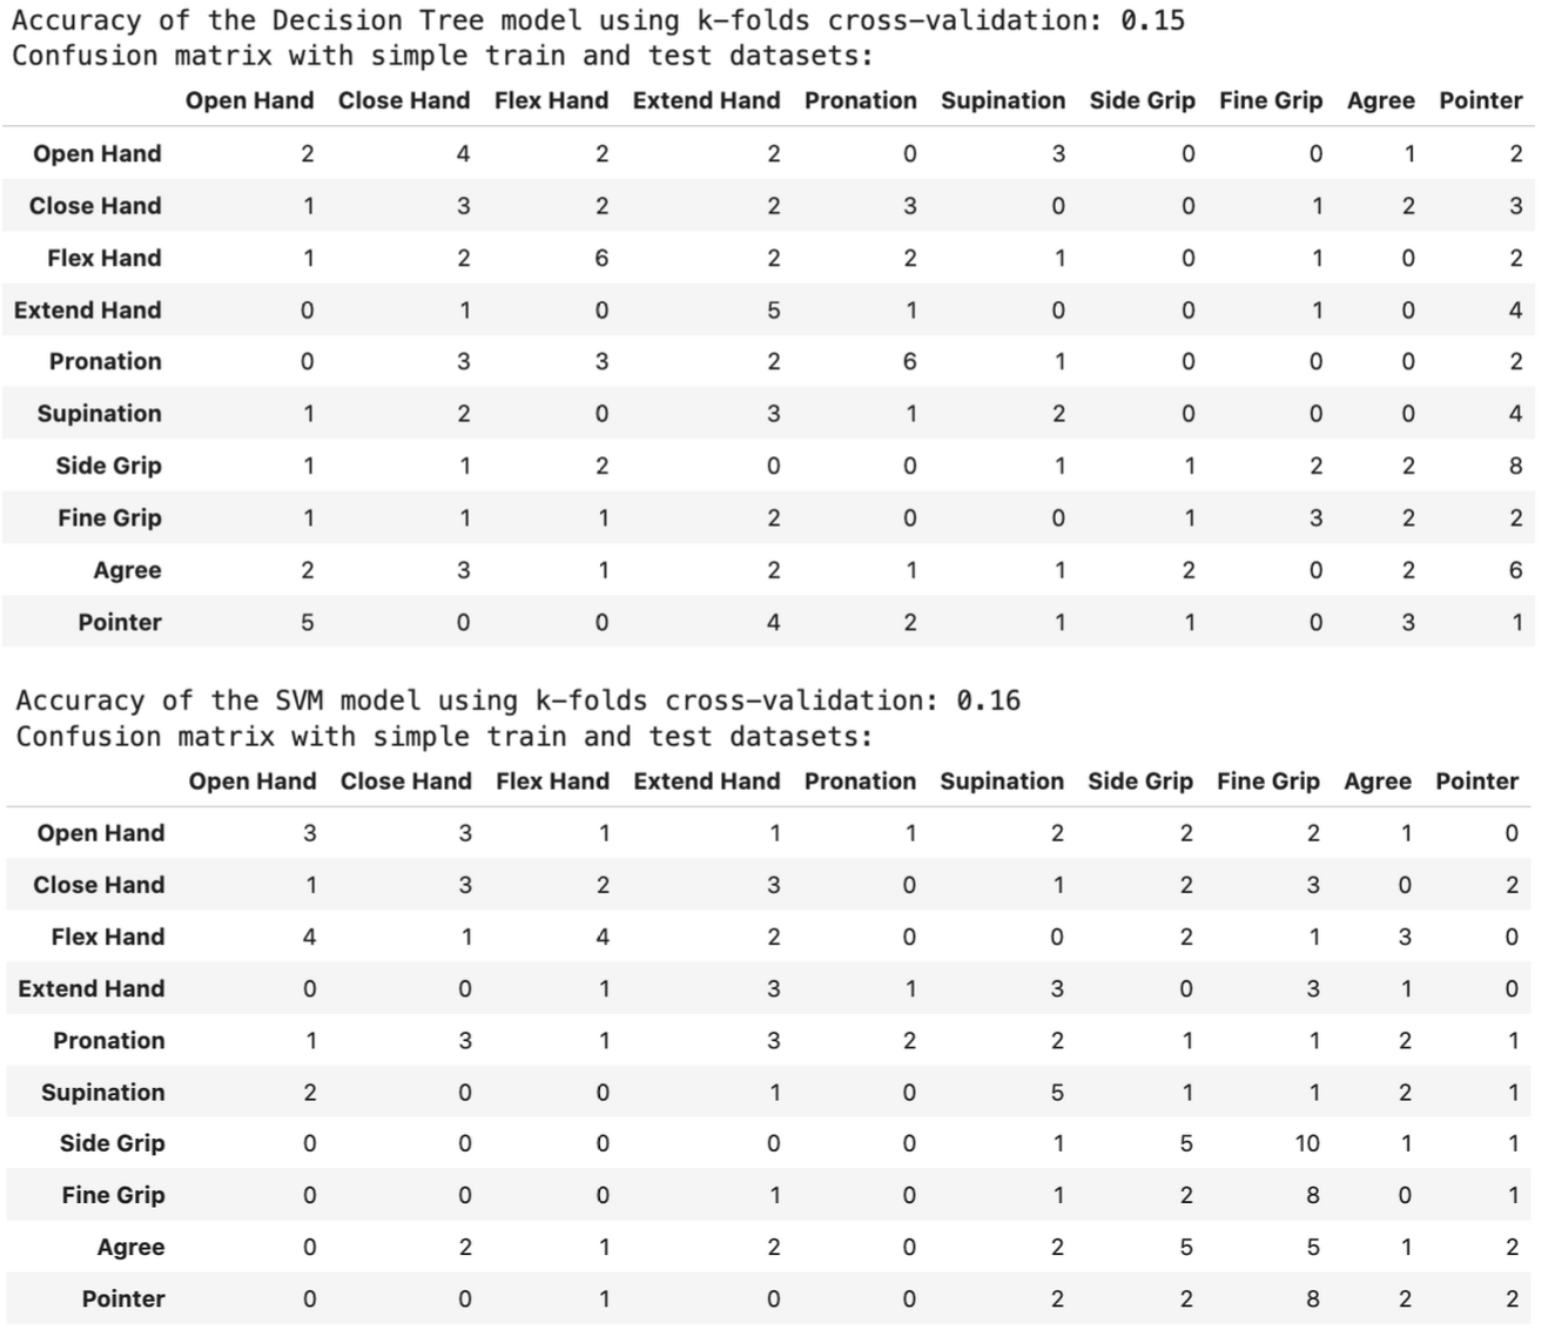 Accuracy of the Decision Tree model using k-folds cross-validation: 0.15
Confusion matrix with simple train and test datasets:
Open Hand Close Hand Flex Hand Extend Hand Pronation Supination Side Grip Fine Grip Agree Pointer
Open Hand 2 4 2 2 0 3 0 0 1 2
Close Hand 1 3 2 2 3 0 0 1 2 3
Flex Hand 1 2 6 2 2 1 0 1 0 2
Extend Hand 0 1 0 5 1 0 0 1 0 4
Pronation 0 3 3 2 6 1 0 0 0 2
Supination 1 2 0 3 1 2 0 0 0 4
Side Grip 1 1 2 0 0 1 1 2 2 8
Fine Grip 1 1 1 2 0 0 1 3 2 2
Agree 2 3 1 2 1 1 2 0 2 6
Pointer 5 0 0 4 2 1 1 0 3 1
Accuracy of the SVM model using k-folds cross-validation: 0.16
Confusion matrix with simple train and test datasets:
Open Hand Close Hand Flex Hand Extend Hand Pronation Supination Side Grip Fine Grip Agree Pointer
Open Hand 3 3 1 1 1 2 2 2 1 0
Close Hand 1 3 2 3 0 1 2 3 0 2
Flex Hand 4 1 4 2 0 0 2 1 3 0
Extend Hand 0 0 1 3 1 3 0 3 1 0
Pronation 1 3 1 3 2 2 1 1 2 1
Supination 2 0 0 1 0 5 1 1 2 1
Side Grip 0 0 0 0 0 1 5 10 1 1
Fine Grip 0 0 0 1 0 1 2 8 0 1
Agree 0 2 1 2 0 2 5 5 1 2
Pointer 0 0 1 0 0 2 2 8 2 2